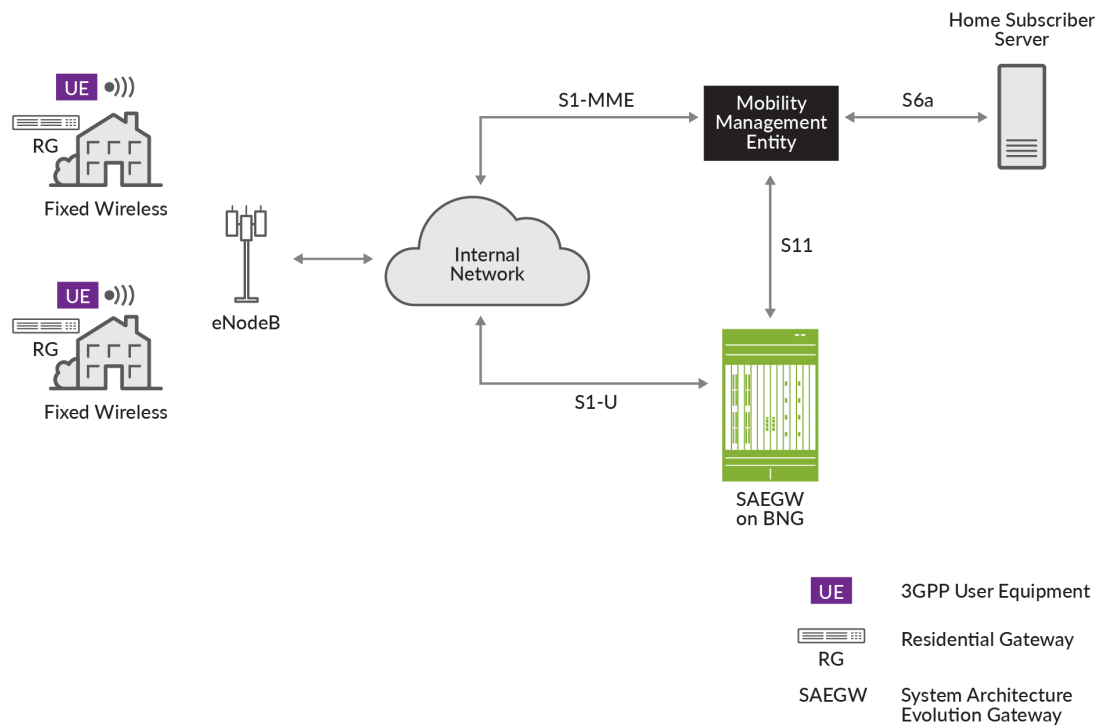 Home Subscriber
Server
UE
RG
Fixed Wireless
S1-MME
Mobility
Management
Entity
S6a
eNodeB
Internal
Network
S11
UE
RG
Fixed Wireless
S1-U
SAEGW
on BNG
UE
3GPP User Equipment
RG
Residential Gateway
SAEGW
System Architecture
Evolution Gateway